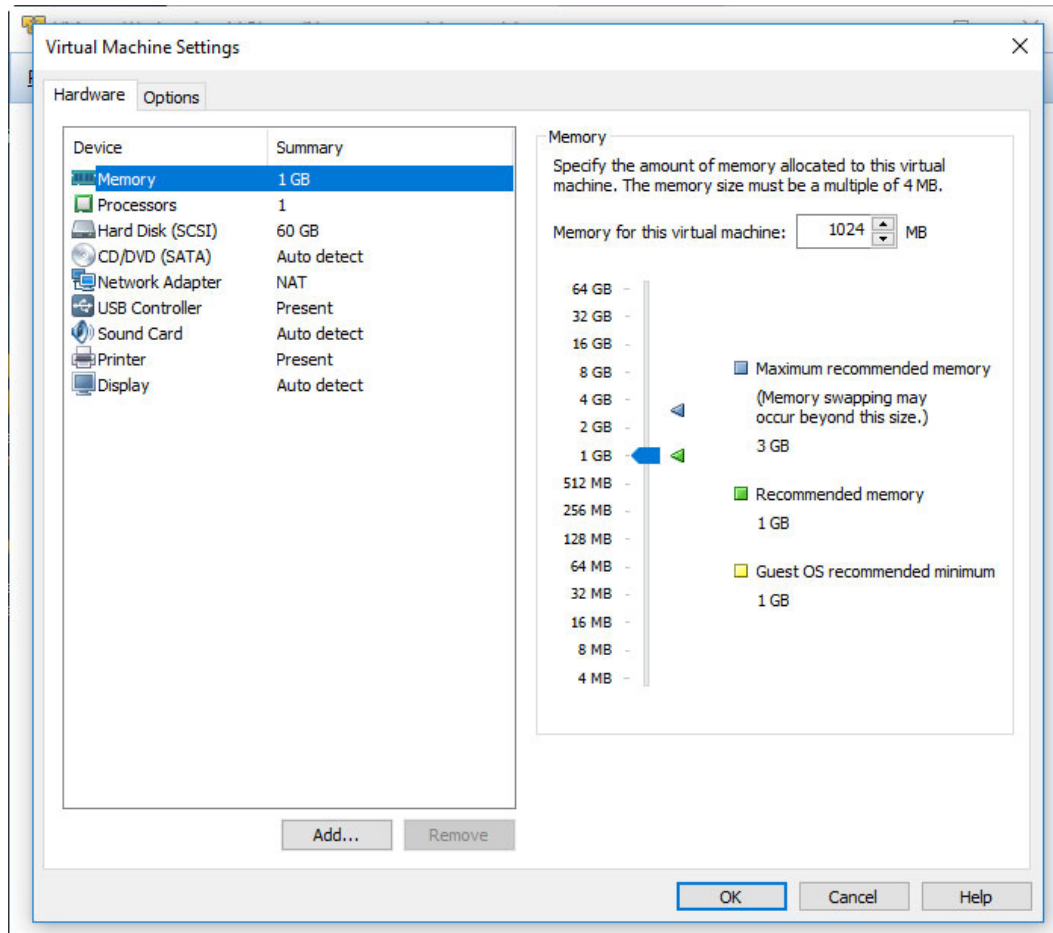 Virtual Machine Settings
Hardware Options
Device Summary
Memory 1 GB
Processors 1
Hard Disk (SCSI) 60 GB
CD/DVD (SATA) Auto detect
Network Adapter NAT
USB Controller Present
Sound Card Auto detect
Printer Present
Display Auto detect
Add... Remove
Memory
Specify the amount of memory allocated to this virtual
machine. The memory size must be a multiple of 4 MB.
Memory for this virtual machine: 1024 MB
64 GB
32 GB
16 GB
8 GB
4 GB
2 GB
1 GB
512 MB
256 MB
128 MB
64 MB
32 MB
16 MB
8 MB
4 MB
Maximum recommended memory
(Memory swapping may
occur beyond this size.)
3 GB
Recommended memory
1 GB
Guest OS recommended minimum
1 GB
OK Cancel Help